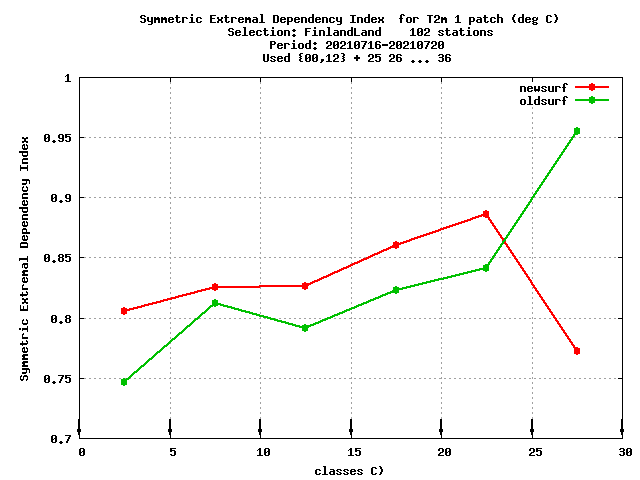 Symmetric Extremal Dependency Index  for T2m 1 patch (deg C)
Selection: FinlandLand    102 stations
Period: 20210716-20210720
Used {00,12} + 25 26 ... 36
newsurf
oldsurf
Symmetric Extremal Dependency Index
1
0.95
0.9
0.85
0.8
0.75
0.7
0 5 10 15 20 25 30
classes C)